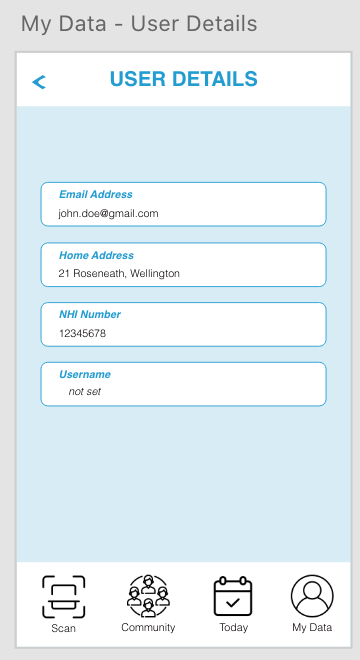 My Data - User Details
USER DETAILS
Email Address
john.doe@gmail.com
Home Address
21 Roseneath, Wellington
NHI Number
12345678
Username
not set
Scan
Community
Today
My Data